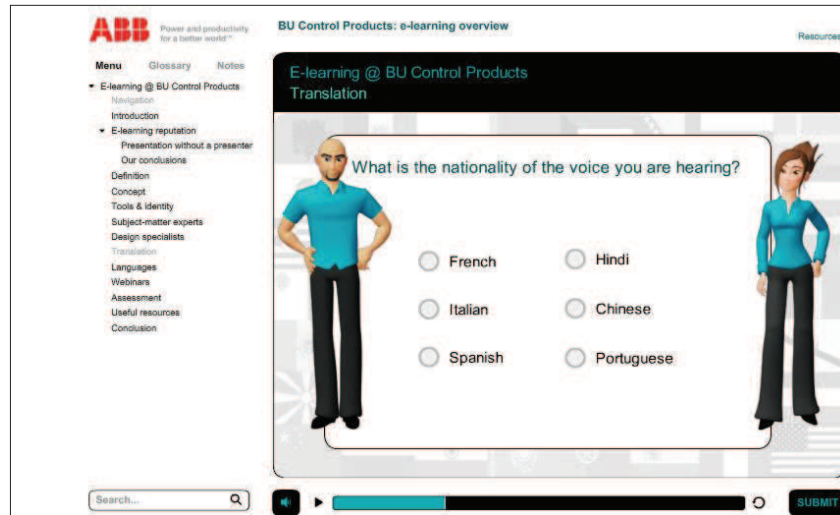 ABB
Power and productivity
for a better world™
BU Control Products: e-learning overview
Resources
Menu Glossary Notes
E-learning @ BU Control Products
Navigation
Introduction
E-learning reputation
Presentation without a presenter
Our conclusions
Definition
Concept
Tools & identity
Subject-matter experts
Design specialists
Translation
Languages
Webinars
Assessment
Useful resources
Conclusion
Search...
E-learning @ BU Control Products
Translation
What is the nationality of the voice you are hearing?
French
Hindi
Italian
Chinese
Spanish
Portuguese
SUBMIT